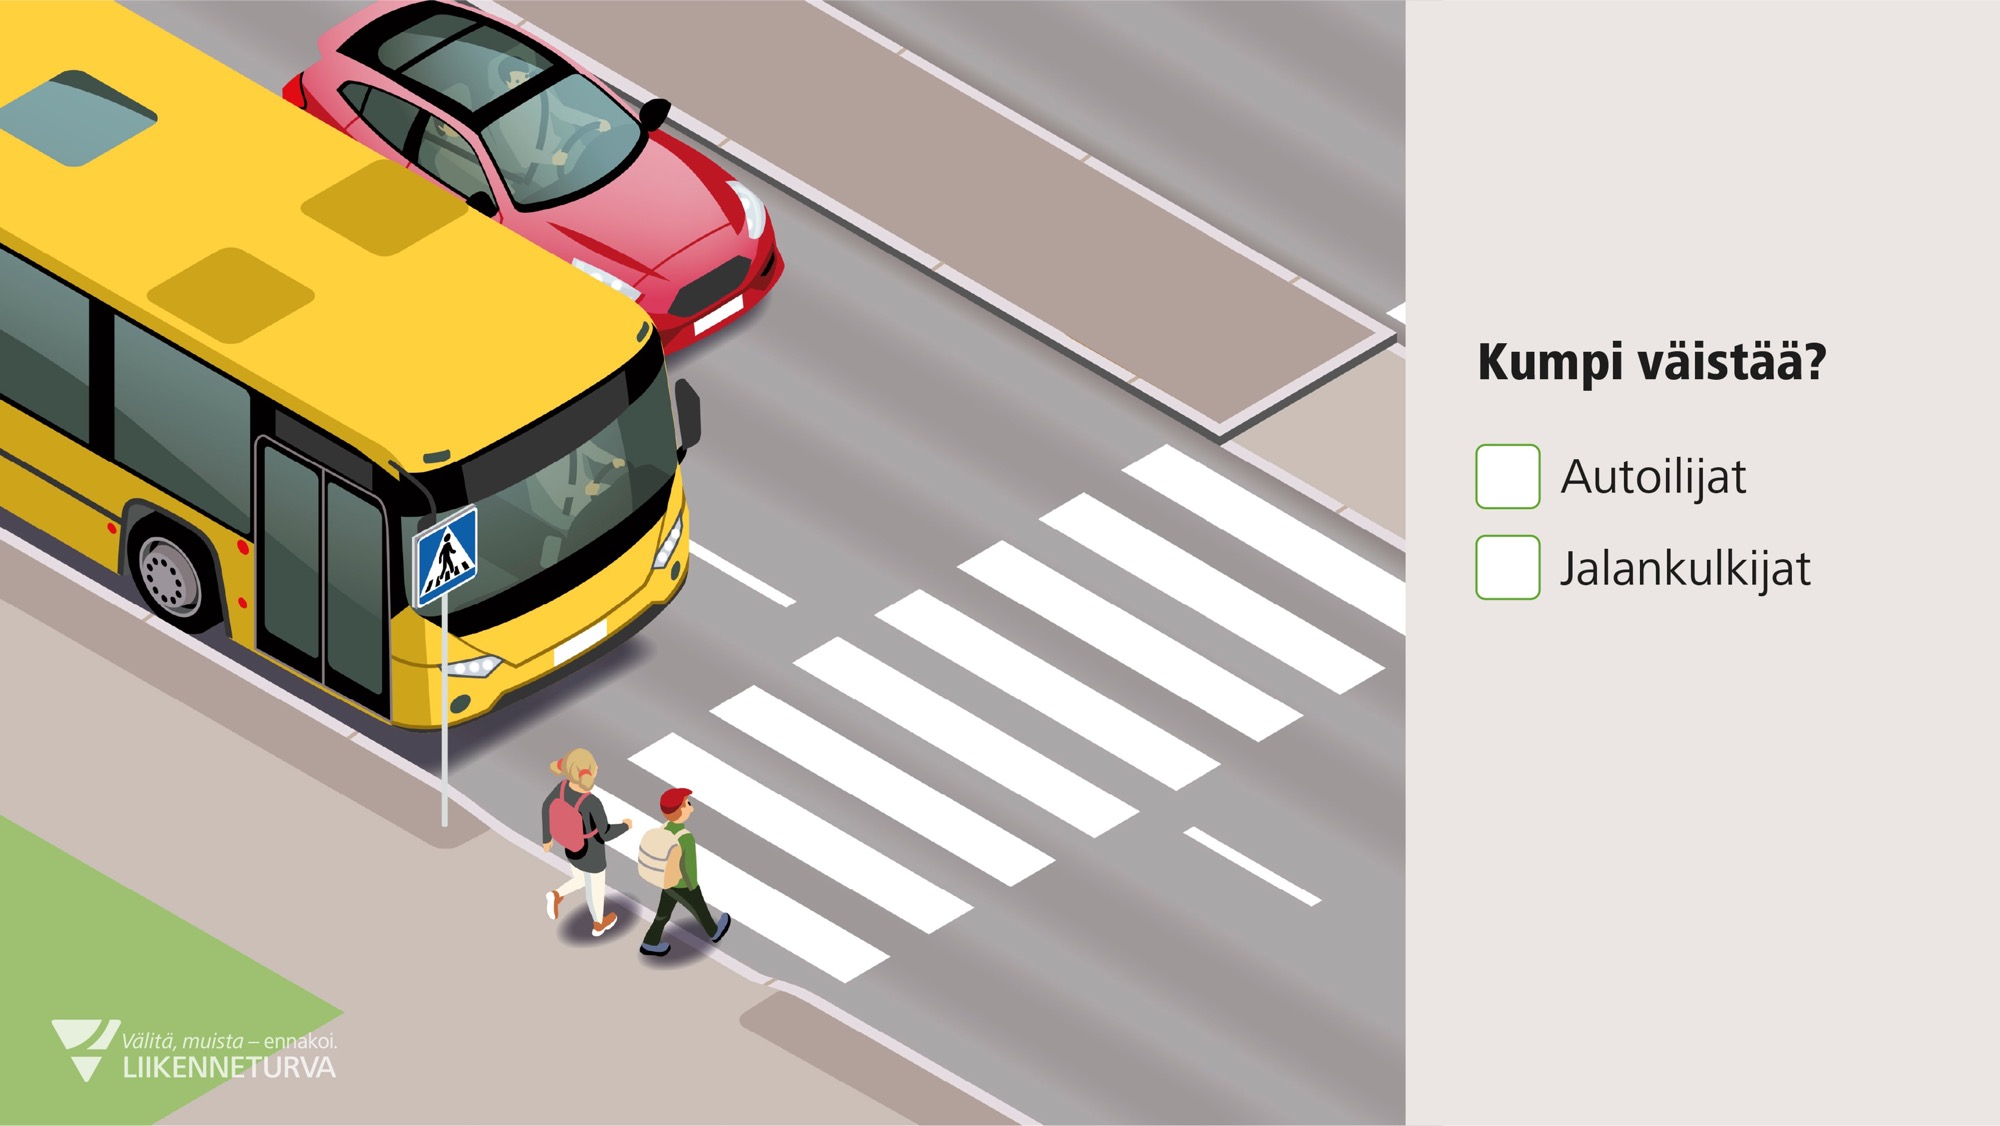 Kumpi väistää?
Autoilijat
Jalankulkijat
Välitä, muista – ennakoi.
LIIKENNETURVA